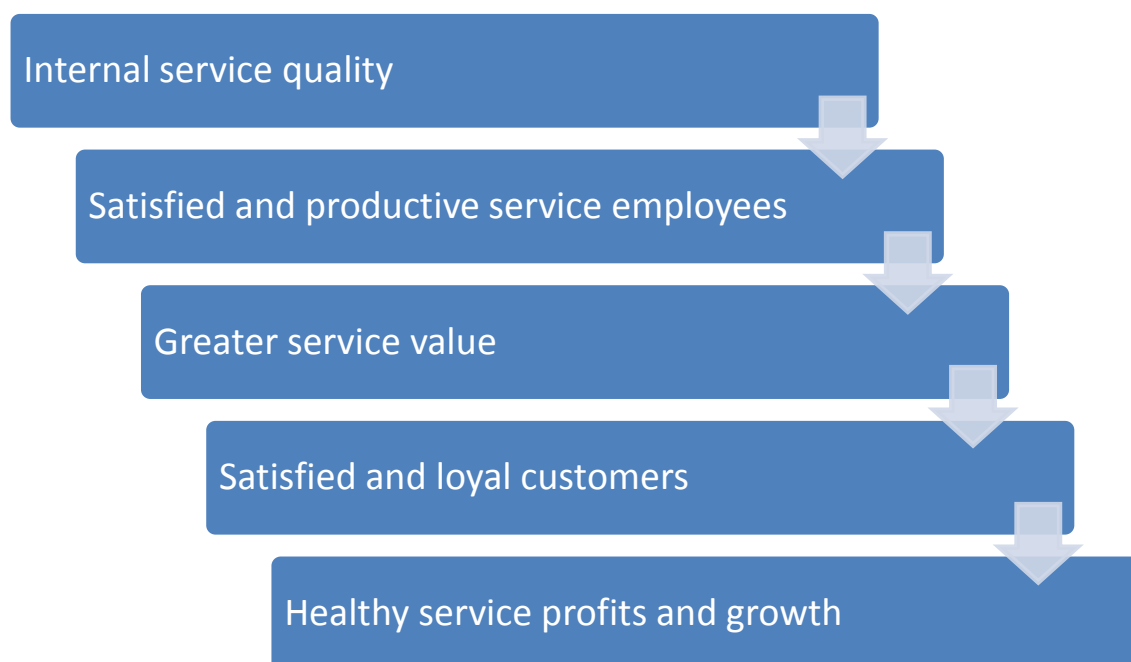 Internal service quality
Satisfied and productive service employees
Greater service value
Satisfied and loyal customers
Healthy service profits and growth